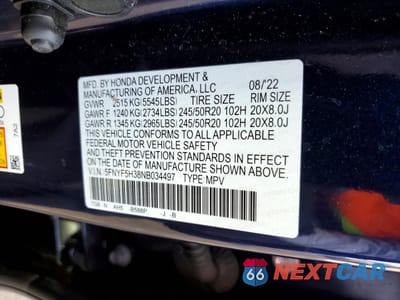 MFD. BY HONDA DEVELOPMENT &
MANUFACTURING OF AMERICA, LLC 08/'22
GVWR 2515 KG(5545LBS) TIRE SIZE RIM SIZE
GAWR F 1240 KG(2734LBS) 245/50R20 102H 20X8.0J
GAWR R 1345 KG(2965LBS) 245/50R20 102H 20X8.0J
THIS VEHICLE CONFORMS TO ALL APPLICABLE
FEDERAL MOTOR VEHICLE SAFETY
AND THEFT PREVENTION STANDARDS IN EFFECT
ON THE DATE OF MANUFACTURE SHOWN ABOVE.
V.I.N.: 5FNYF5H38NB034497 TYPE MPV
7A2
66 NEXTCAR